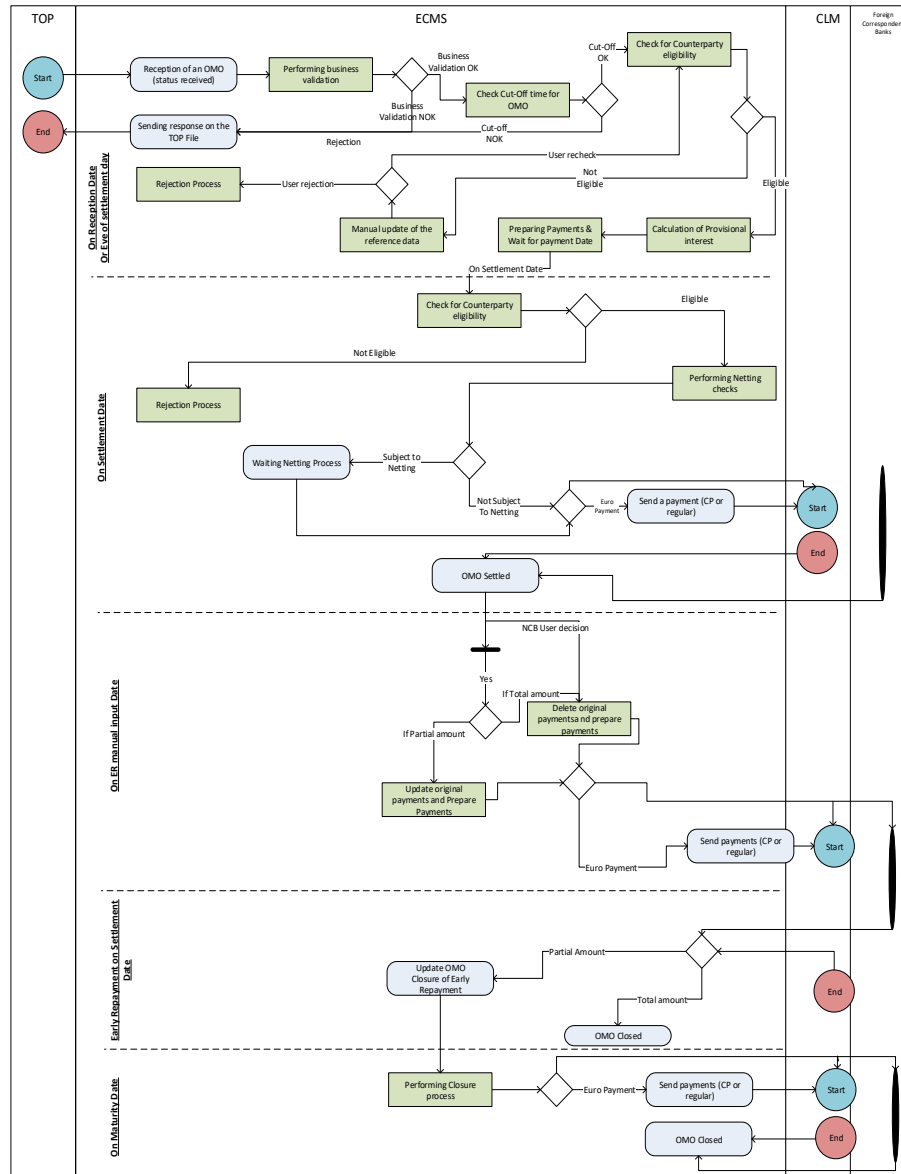 TOP
ECMS
CLM
Foreign
Corresponden
Banks
Start
Reception of an OMO
(status received)
Performing business
validation
Business
Validation OK
Check Cut-Off time for
OMO
Cut-Off
OK
Check for Counterparty
eligibility
End
Sending response on the
TOP File
Business
Validation NOK
Rejection
Cut-off
NOK
User recheck
Rejection Process
User rejection
Not
Eligible
Eligible
Manual update of the
reference data
Preparing Payments &
Wait for payment Date
Calculation of Provisional
interest
On Reception Date
Or Eve of settlement day
On Settlement Date
Check for Counterparty
eligibility
Eligible
Not Eligible
Rejection Process
Performing Netting
checks
On Settlement Date
Waiting Netting Process
Subject to
Netting
Not Subject
To Netting
Euro
Payment
Send a payment (CP or
regular)
Start
End
OMO Settled
NCB User decision
Yes
If Total amount
Delete original
paymentsand prepare
payments
If Partial amount
On ER manual input Date
Update original
payments and Prepare
Payments
Send payments (CP or
regular)
Start
Euro Payment
Early Repayment on Settlement
Date
Partial Amount
Update OMO
Closure of Early
Repayment
Total amount
End
OMO Closed
On Maturity Date
Performing Closure
process
Euro Payment
Send payments (CP or
regular)
Start
OMO Closed
End